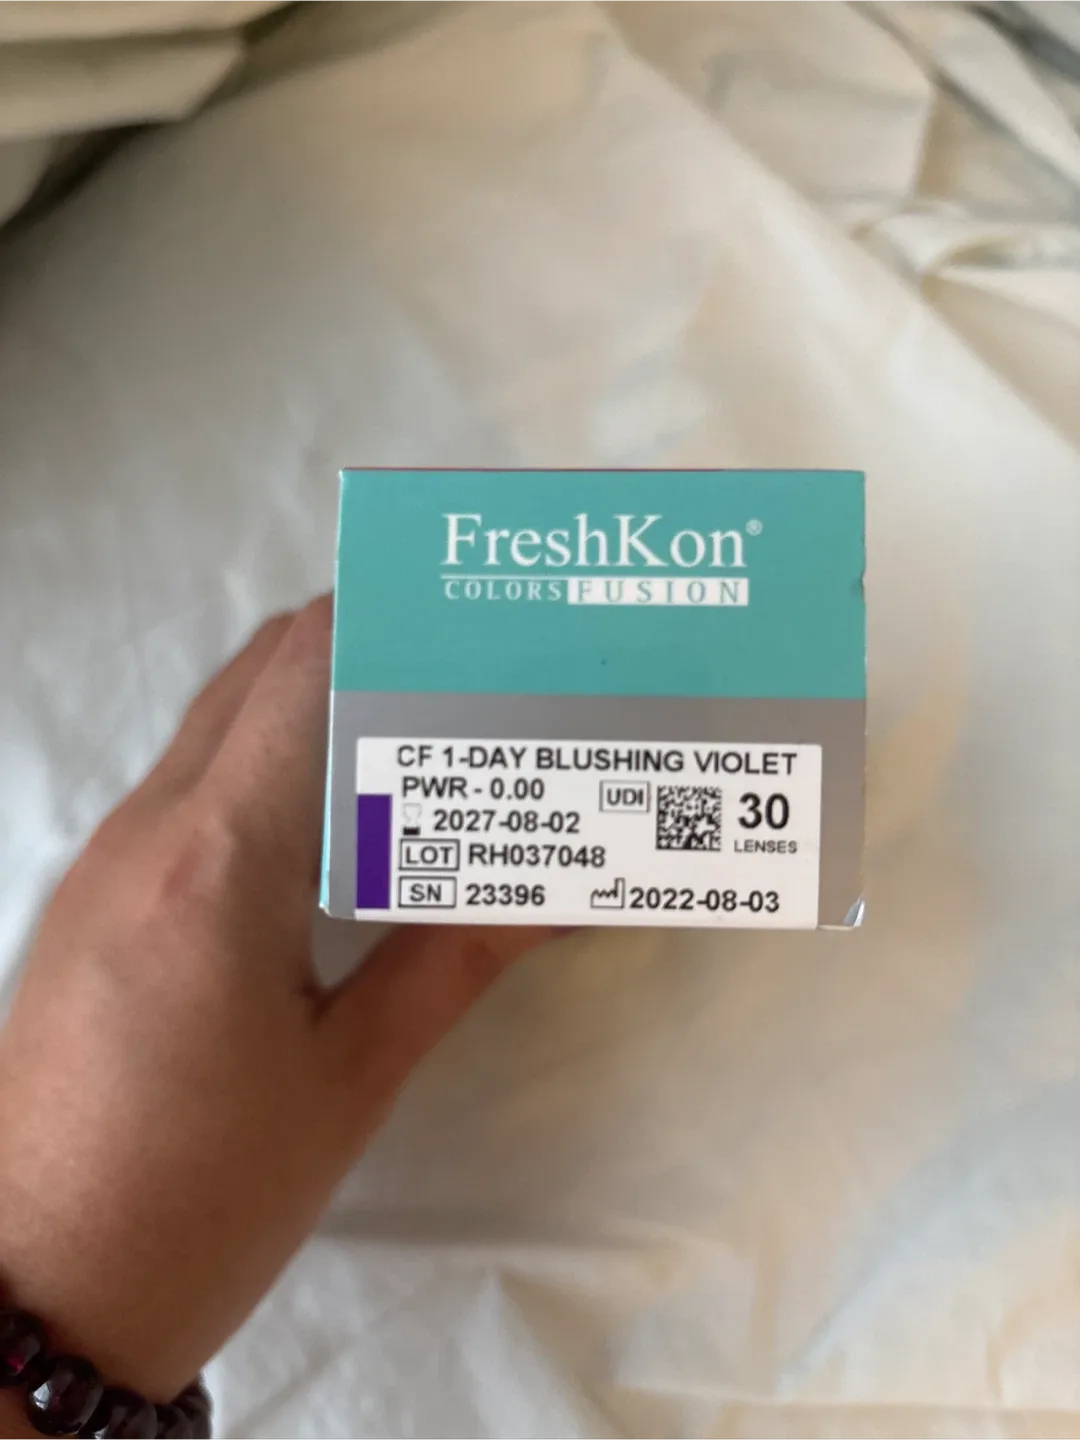 FreshKon®
COLORS FUSION
CF 1-DAY BLUSHING VIOLET
PWR - 0.00
UDI
30
LENSES
2027-08-02
LOT RH037048
SN 23396
2022-08-03